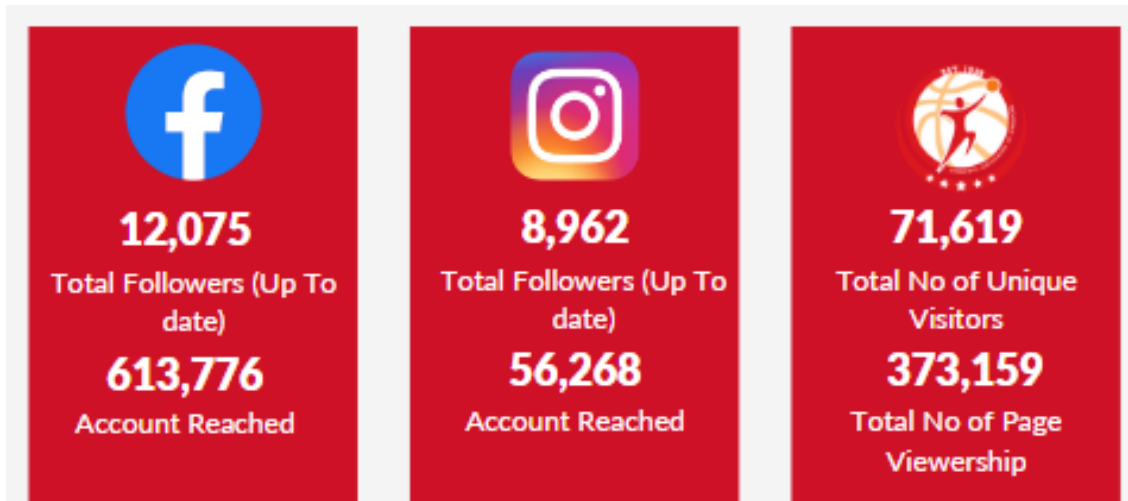 12,075
Total Followers (Up To
date)
613,776
Account Reached
8,962
Total Followers (Up To
date)
56,268
Account Reached
71,619
Total No of Unique
Visitors
373,159
Total No of Page
Viewership